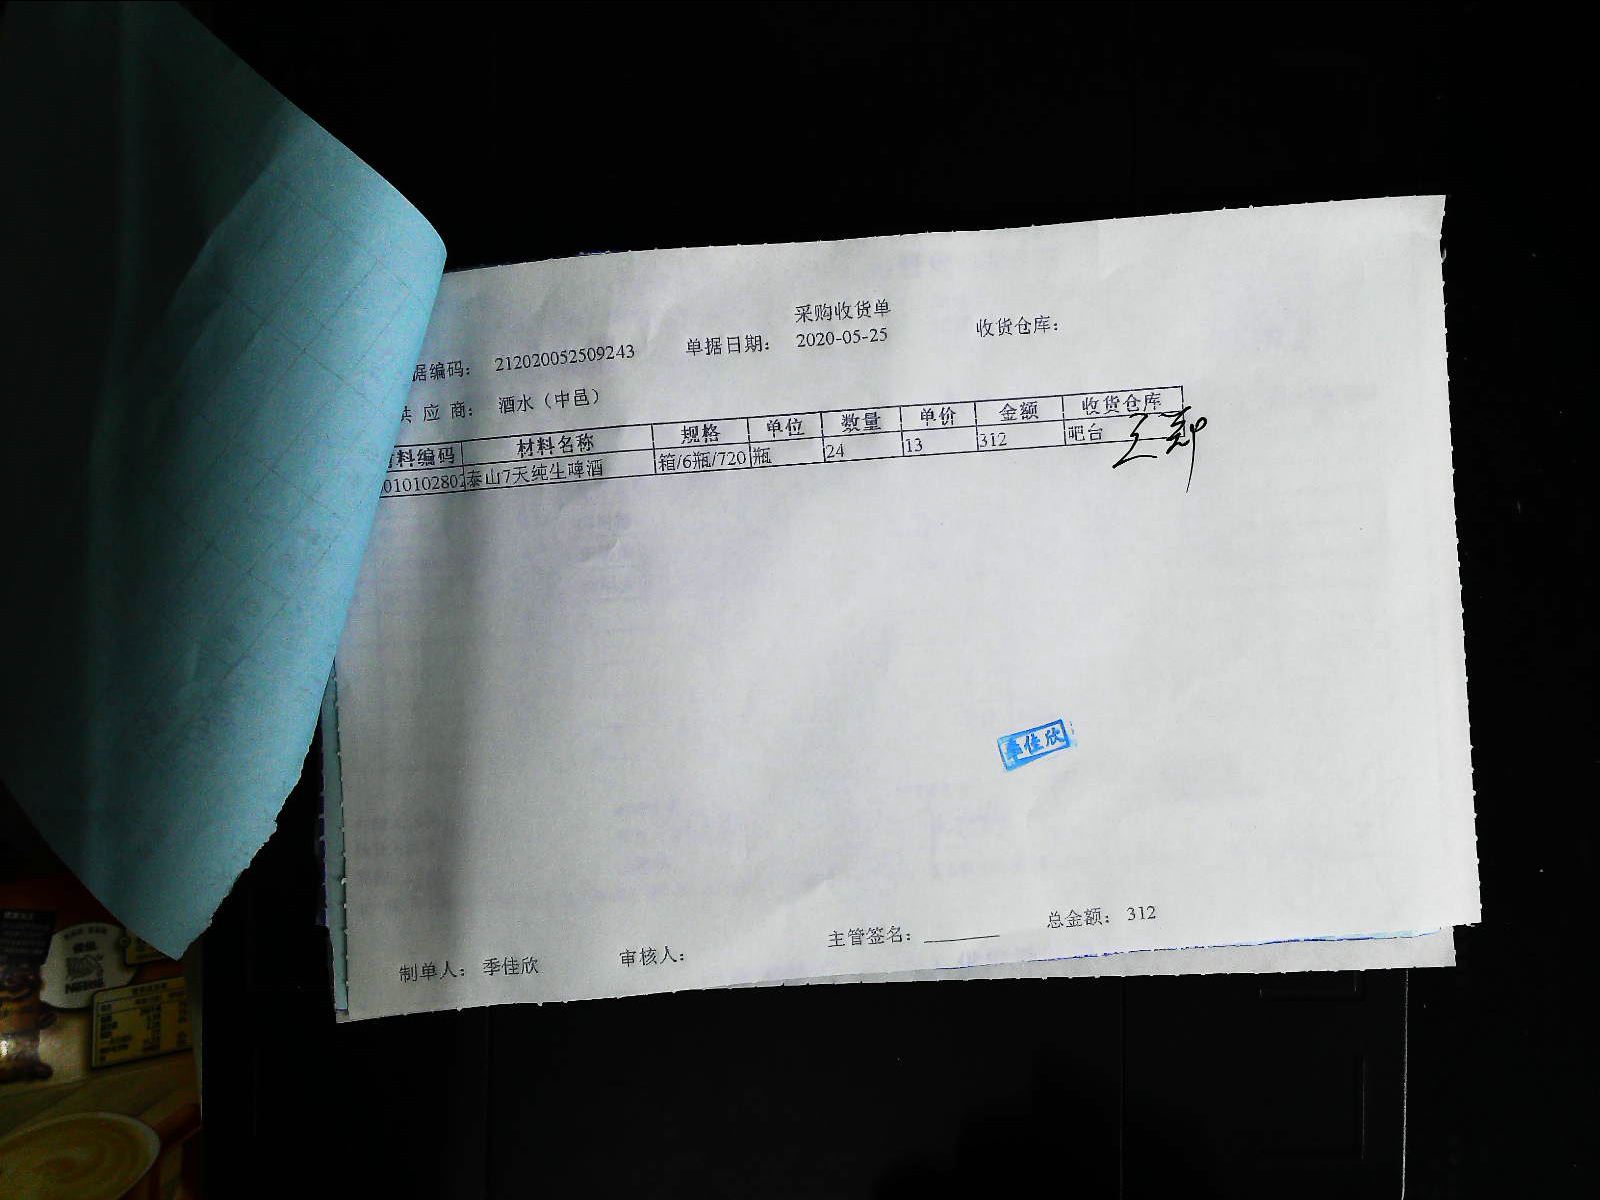 采购收货单
据编码： 212020052509243 单据日期： 2020-05-25 收货仓库：
供 应 商： 酒水（中邑）
材料编码 材料名称 规格 单位 数量 单价 金额 收货仓库
010102802 泰山7天纯生啤酒 箱/6瓶/720 瓶 24 13 312 吧台
季佳欣
制单人： 季佳欣 审核人： 主管签名： ________ 总金额： 312